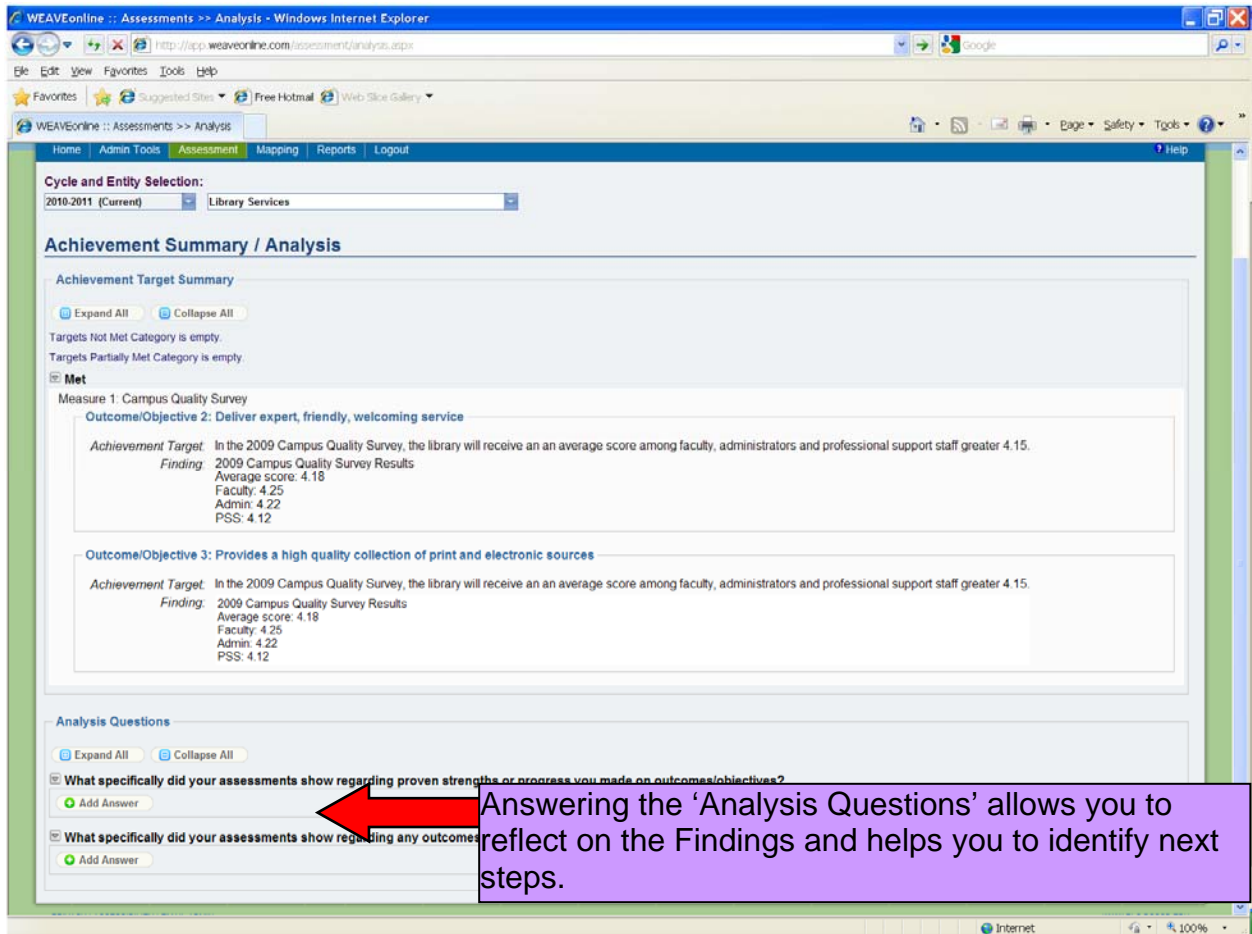 WEAVEonline :: Assessments >> Analysis - Windows Internet Explorer
http://app.weaveonline.com/assessment/analysis.aspx
Google
File Edit View Favorites Tools Help
Favorites Suggested Sites Free Hotmail Web Slice Gallery
WEAVEonline :: Assessments >> Analysis
Page Safety Tools
Home Admin Tools Assessment Mapping Reports Logout Help
Cycle and Entity Selection:
2010-2011 (Current) Library Services
Achievement Summary / Analysis
Achievement Target Summary
Expand All Collapse All
Targets Not Met Category is empty.
Targets Partially Met Category is empty.
Met
Measure 1: Campus Quality Survey
Outcome/Objective 2: Deliver expert, friendly, welcoming service
Achievement Target: In the 2009 Campus Quality Survey, the library will receive an an average score among faculty, administrators and professional support staff greater 4.15.
Finding: 2009 Campus Quality Survey Results
Average score: 4.18
Faculty: 4.25
Admin: 4.22
PSS: 4.12
Outcome/Objective 3: Provides a high quality collection of print and electronic sources
Achievement Target: In the 2009 Campus Quality Survey, the library will receive an an average score among faculty, administrators and professional support staff greater 4.15.
Finding: 2009 Campus Quality Survey Results
Average score: 4.18
Faculty: 4.25
Admin: 4.22
PSS: 4.12
Analysis Questions
Expand All Collapse All
What specifically did your assessments show regarding proven strengths or progress you made on outcomes/objectives?
Add Answer
What specifically did your assessments show regarding any outcomes
Add Answer
Answering the ‘Analysis Questions’ allows you to
reflect on the Findings and helps you to identify next
steps.
Internet 100%